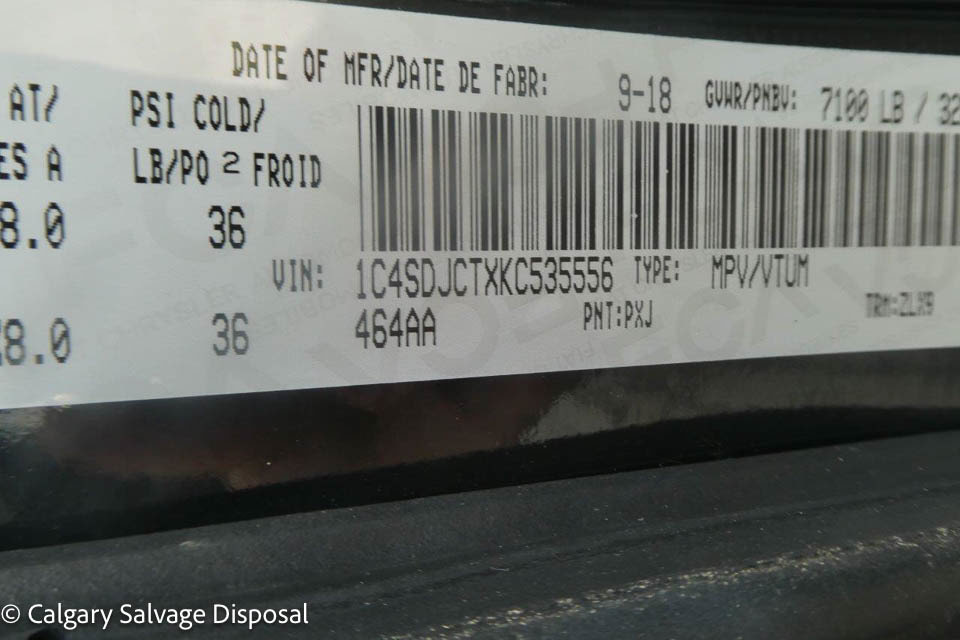 DATE OF MFR/DATE DE FABR: 9-18 GVWR/PNBV: 7100 LB / 32
AT/ PSI COLD/
ES A LB/PO 2 FROID
8.0 36
VIN: 1C4SDJCTXKC535556 TYPE: MPV/VTUM
8.0 36 464AA PNT:PXJ TRM:ZLX9
© Calgary Salvage Disposal